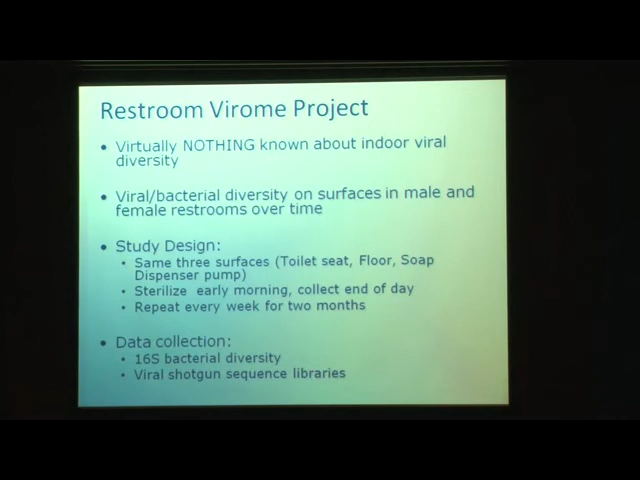 Restroom Virome Project
• Virtually NOTHING known about indoor viral
diversity
• Viral/bacterial diversity on surfaces in male and
female restrooms over time
• Study Design:
• Same three surfaces (Toilet seat, Floor, Soap
Dispenser pump)
• Sterilize early morning, collect end of day
• Repeat every week for two months
• Data collection:
• 16S bacterial diversity
• Viral shotgun sequence libraries